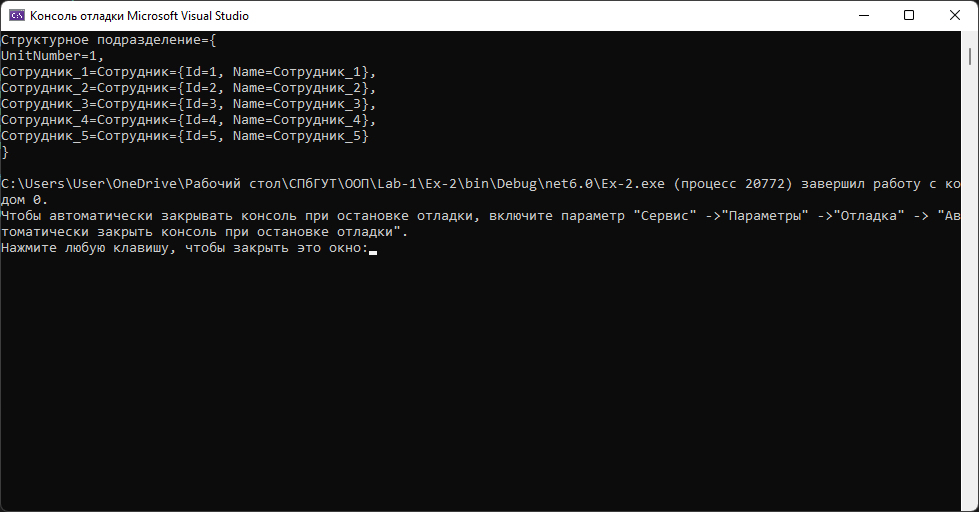 Консоль отладки Microsoft Visual Studio
Структурное подразделение={
UnitNumber=1,
Сотрудник_1=Сотрудник={Id=1, Name=Сотрудник_1},
Сотрудник_2=Сотрудник={Id=2, Name=Сотрудник_2},
Сотрудник_3=Сотрудник={Id=3, Name=Сотрудник_3},
Сотрудник_4=Сотрудник={Id=4, Name=Сотрудник_4},
Сотрудник_5=Сотрудник={Id=5, Name=Сотрудник_5}
}
C:\Users\User\OneDrive\Рабочий стол\СПбГУТ\ООП\Lab-1\Ex-2\bin\Debug\net6.0\Ex-2.exe (процесс 20772) завершил работу с ко
дом 0.
Чтобы автоматически закрывать консоль при остановке отладки, включите параметр "Сервис" ->"Параметры" ->"Отладка" -> "Ав
томатически закрыть консоль при остановке отладки".
Нажмите любую клавишу, чтобы закрыть это окно: